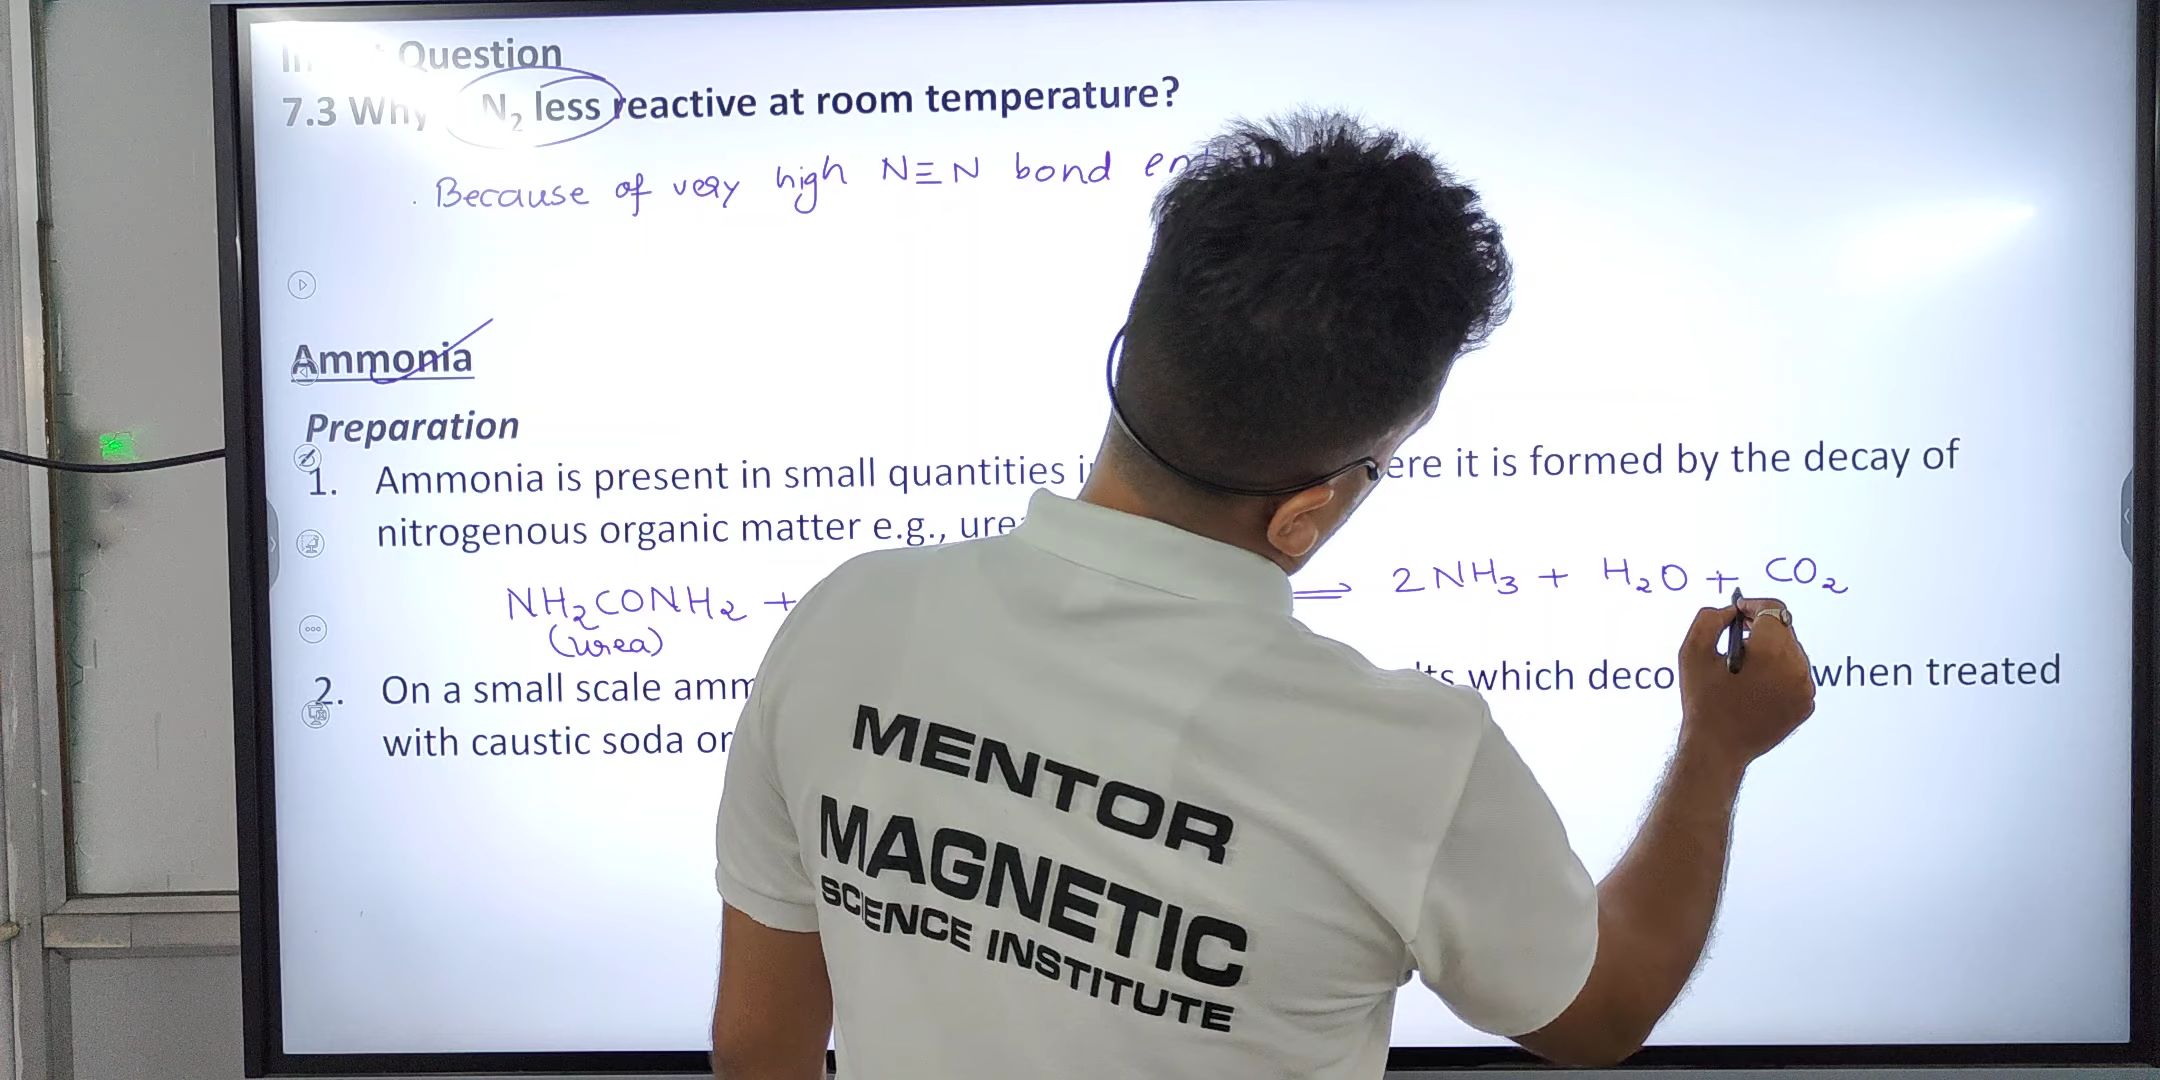 Question
7.3 Why N₂ less reactive at room temperature?
Because of very high N≡N bond
Ammonia
Preparation
1. Ammonia is present in small quantities ere it is formed by the decay of
nitrogenous organic matter e.g., ure
NH₂CONH₂ + ⇌ 2NH₃ + H₂O + CO₂
(urea)
2. On a small scale amm ts which deco when treated
with caustic soda or
MENTOR
MAGNETIC
SCIENCE INSTITUTE